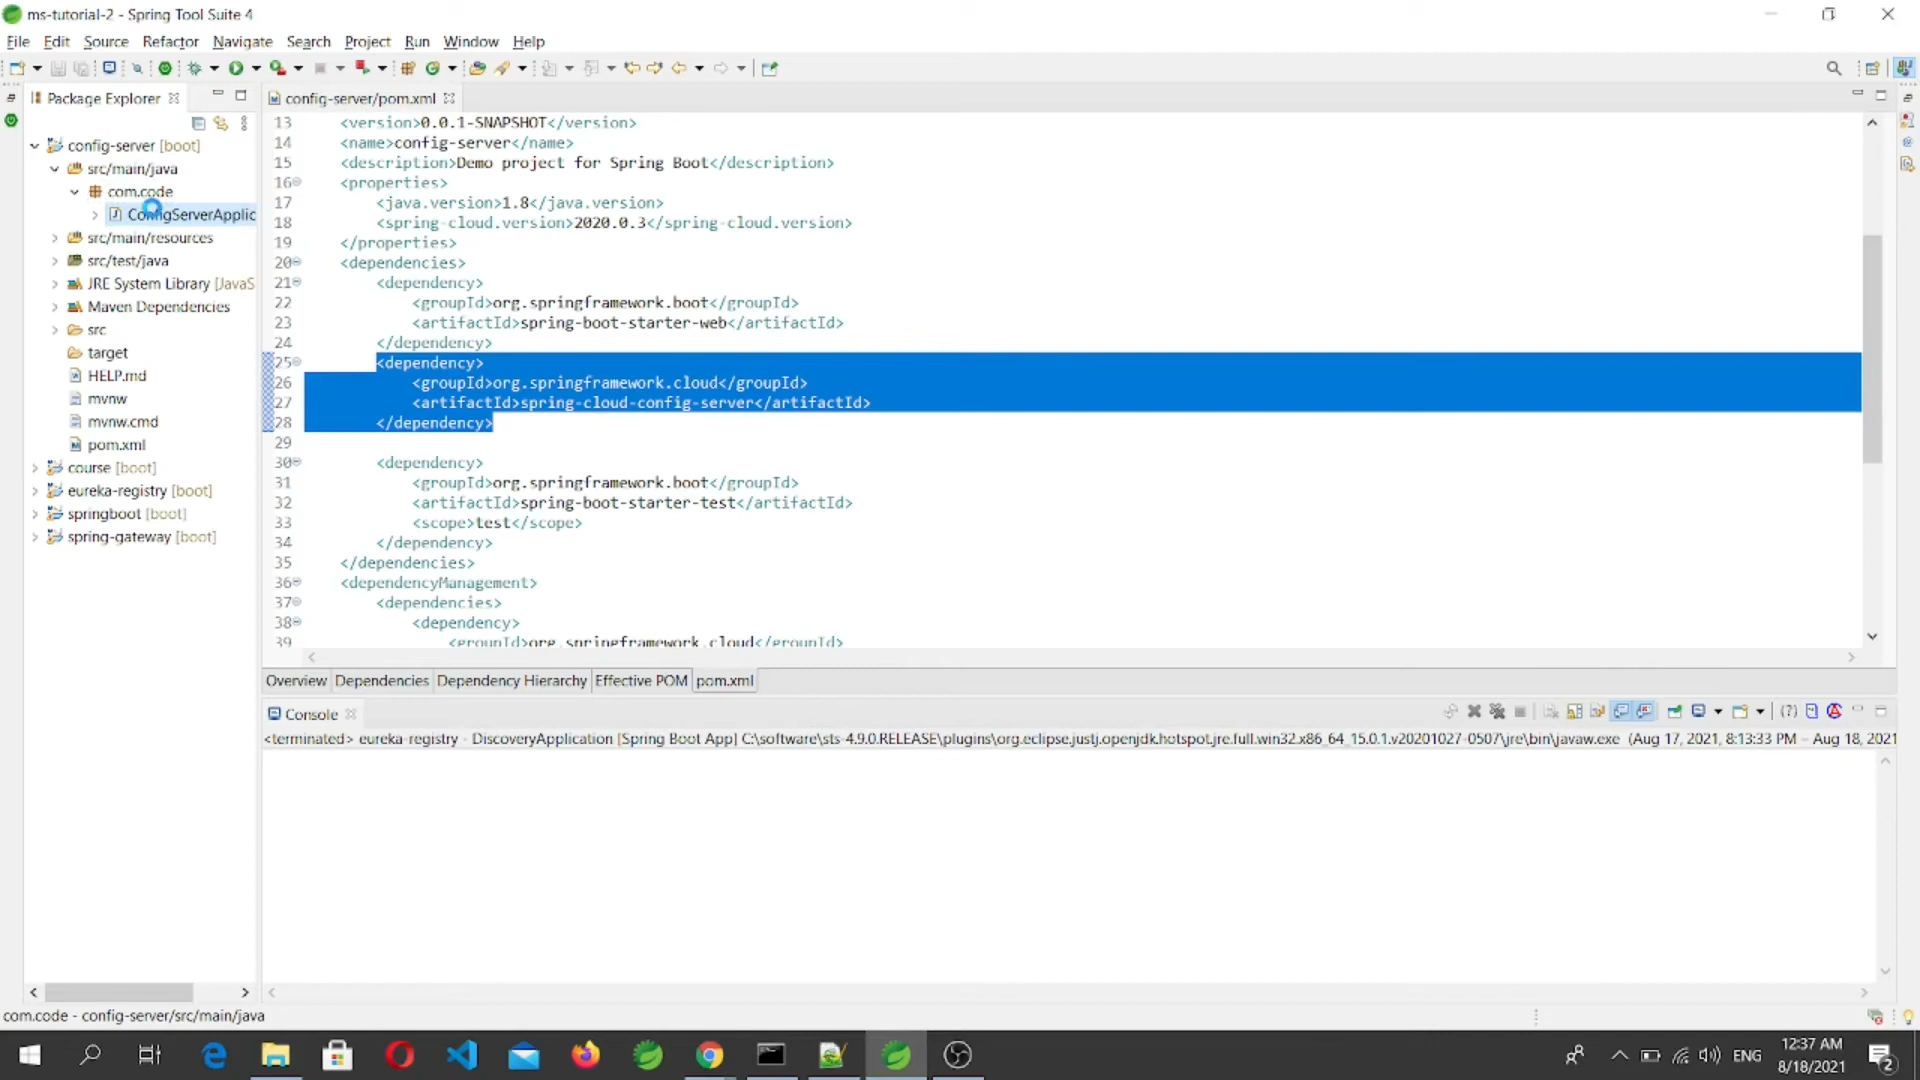 ms-tutorial-2 - Spring Tool Suite 4
File Edit Source Refactor Navigate Search Project Run Window Help
Package Explorer
config-server [boot]
src/main/java
com.code
ConfigServerApplic
src/main/resources
src/test/java
JRE System Library [JavaS
Maven Dependencies
src
target
HELP.md
mvnw
mvnw.cmd
pom.xml
course [boot]
eureka-registry [boot]
springboot [boot]
spring-gateway [boot]
config-server/pom.xml
13 <version>0.0.1-SNAPSHOT</version>
14 <name>config-server</name>
15 <description>Demo project for Spring Boot</description>
16 <properties>
17 <java.version>1.8</java.version>
18 <spring-cloud.version>2020.0.3</spring-cloud.version>
19 </properties>
20 <dependencies>
21 <dependency>
22 <groupId>org.springframework.boot</groupId>
23 <artifactId>spring-boot-starter-web</artifactId>
24 </dependency>
25 <dependency>
26 <groupId>org.springframework.cloud</groupId>
27 <artifactId>spring-cloud-config-server</artifactId>
28 </dependency>
29
30 <dependency>
31 <groupId>org.springframework.boot</groupId>
32 <artifactId>spring-boot-starter-test</artifactId>
33 <scope>test</scope>
34 </dependency>
35 </dependencies>
36 <dependencyManagement>
37 <dependencies>
38 <dependency>
39 <groupId>org.springframework.cloud</groupId>
Overview Dependencies Dependency Hierarchy Effective POM pom.xml
Console
<terminated> eureka-registry - DiscoveryApplication [Spring Boot App] C:\software\sts-4.9.0.RELEASE\plugins\org.eclipse.justj.openjdk.hotspot.jre.full.win32.x86_64_15.0.1.v20201027-0507\jre\bin\javaw.exe (Aug 17, 2021, 8:13:33 PM – Aug 18, 2021
com.code - config-server/src/main/java
ENG
12:37 AM
8/18/2021
2